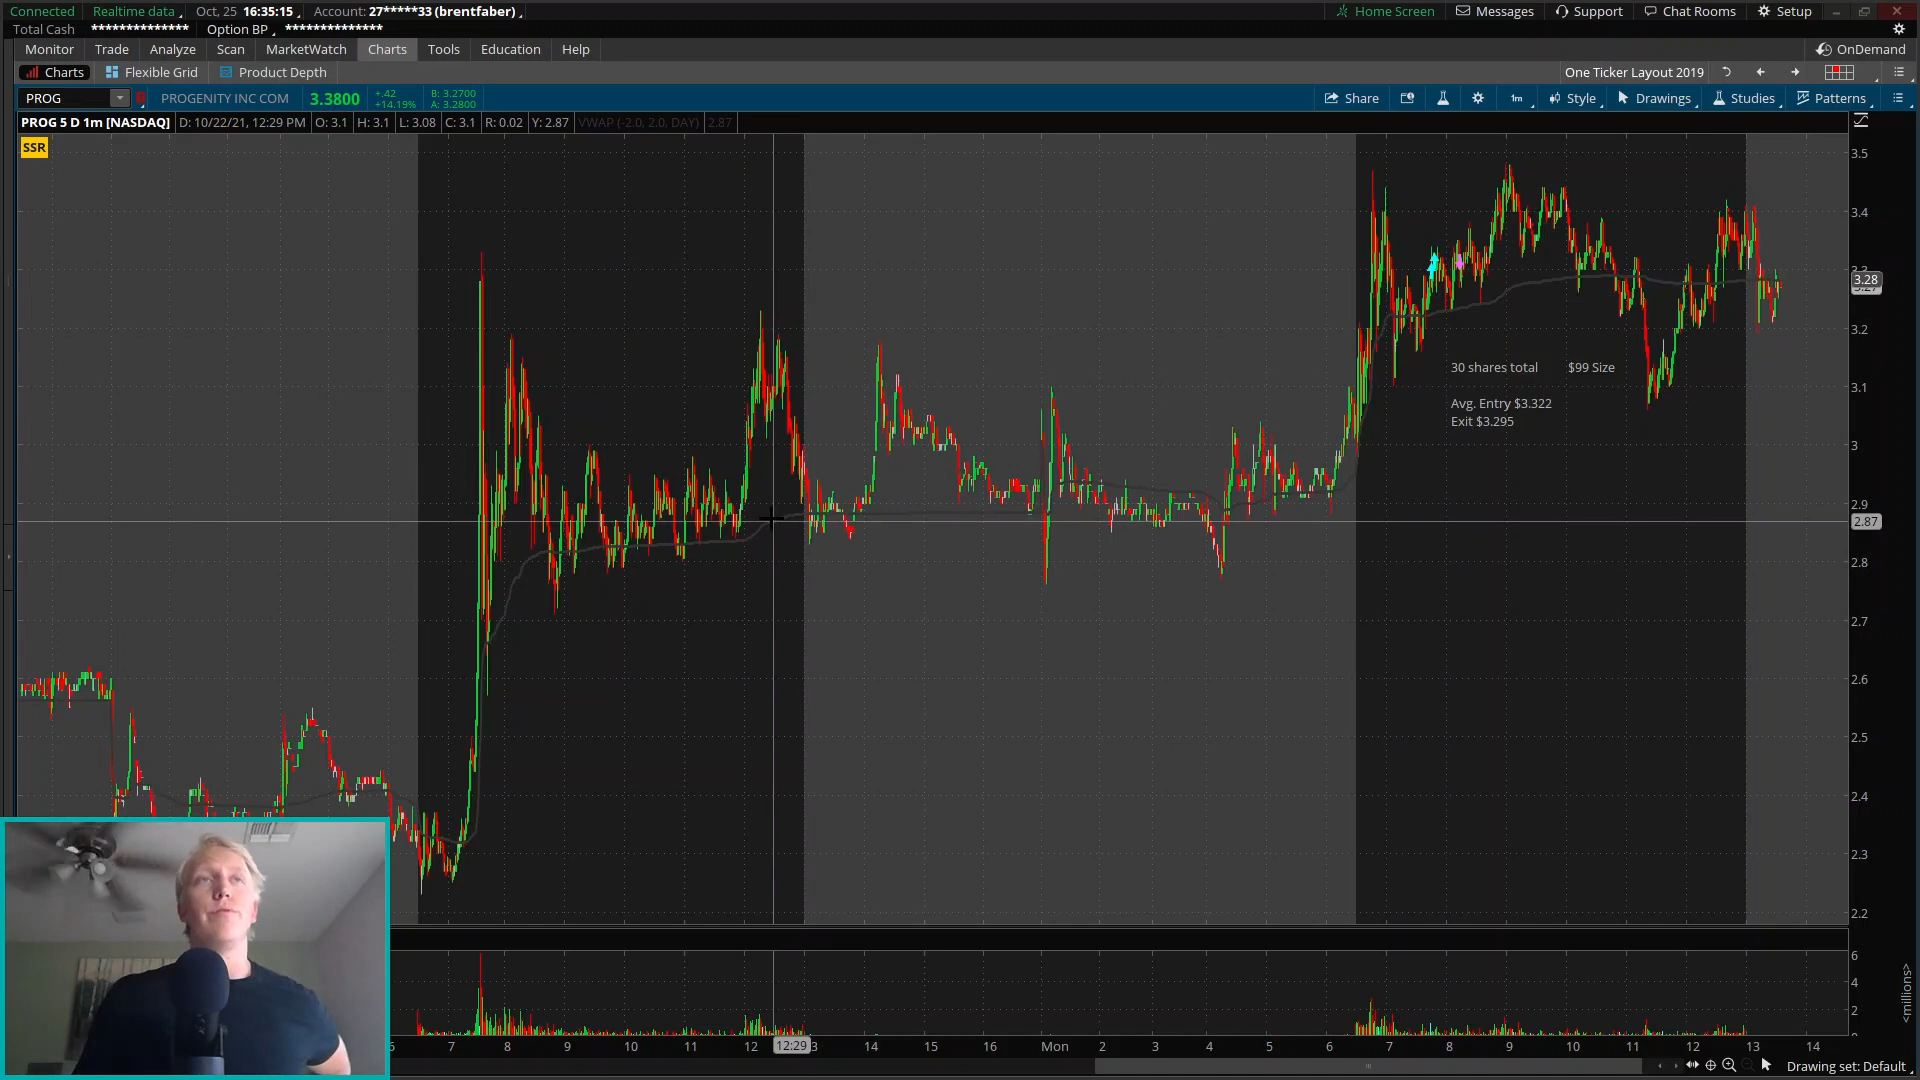 Connected Realtime data Oct, 25 16:35:15 Account: 27*****33 (brentfaber) Home Screen Messages Support Chat Rooms Setup
Total Cash ************** Option BP **************
Monitor Trade Analyze Scan MarketWatch Charts Tools Education Help OnDemand
Charts Flexible Grid Product Depth One Ticker Layout 2019
PROG PROGENITY INC COM 3.3800 +.42 +14.19% B: 3.2700 A: 3.2800 Share 1m Style Drawings Studies Patterns
PROG 5 D 1m [NASDAQ] D: 10/22/21, 12:29 PM O: 3.1 H: 3.1 L: 3.08 C: 3.1 R: 0.02 Y: 2.87 VWAP (-2.0, 2.0, DAY) 2.87
SSR
3.5
3.4
3.28
3.2
30 shares total $99 Size
3.1
Avg. Entry $3.322
Exit $3.295
3
2.9
2.87
2.8
2.7
2.6
2.5
2.4
2.3
2.2
6
4
2
<millions>
6 7 8 9 10 11 12 12:29 3 14 15 16 Mon 2 3 4 5 6 7 8 9 10 11 12 13 14
Drawing set: Default